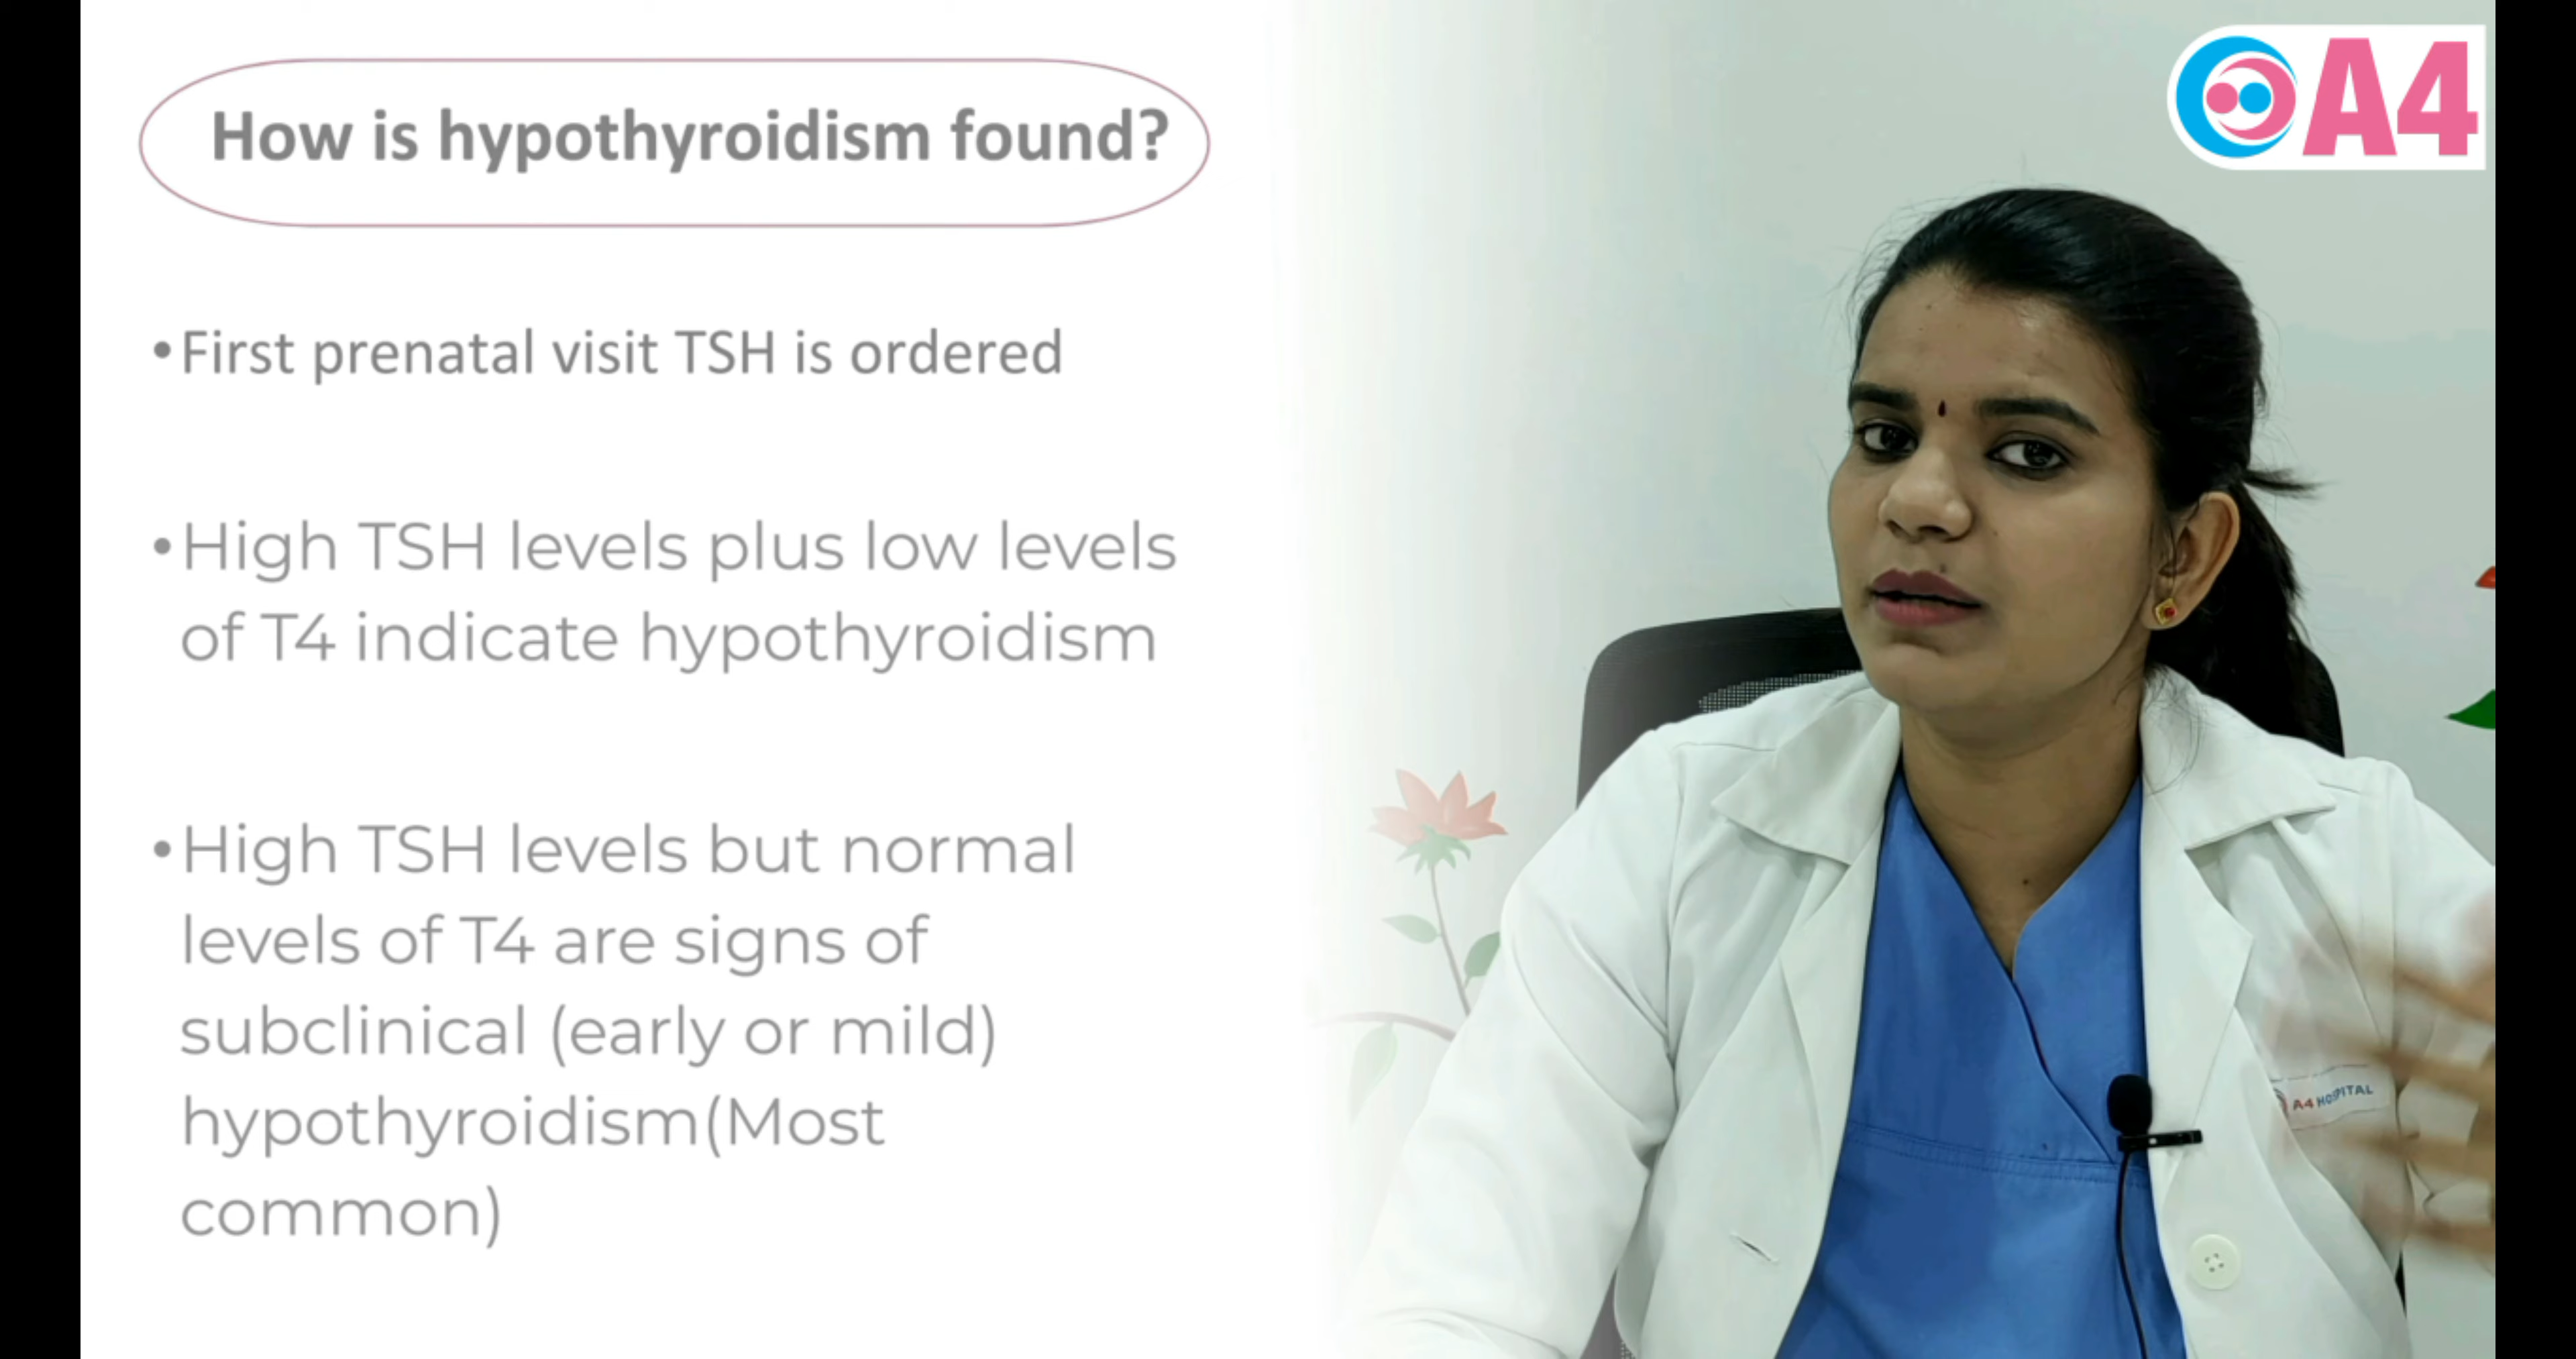 How is hypothyroidism found?
•First prenatal visit TSH is ordered
•High TSH levels plus low levels
of T4 indicate hypothyroidism
•High TSH levels but normal
levels of T4 are signs of
subclinical (early or mild)
hypothyroidism(Most
common)
A4
A4 HOSPITAL